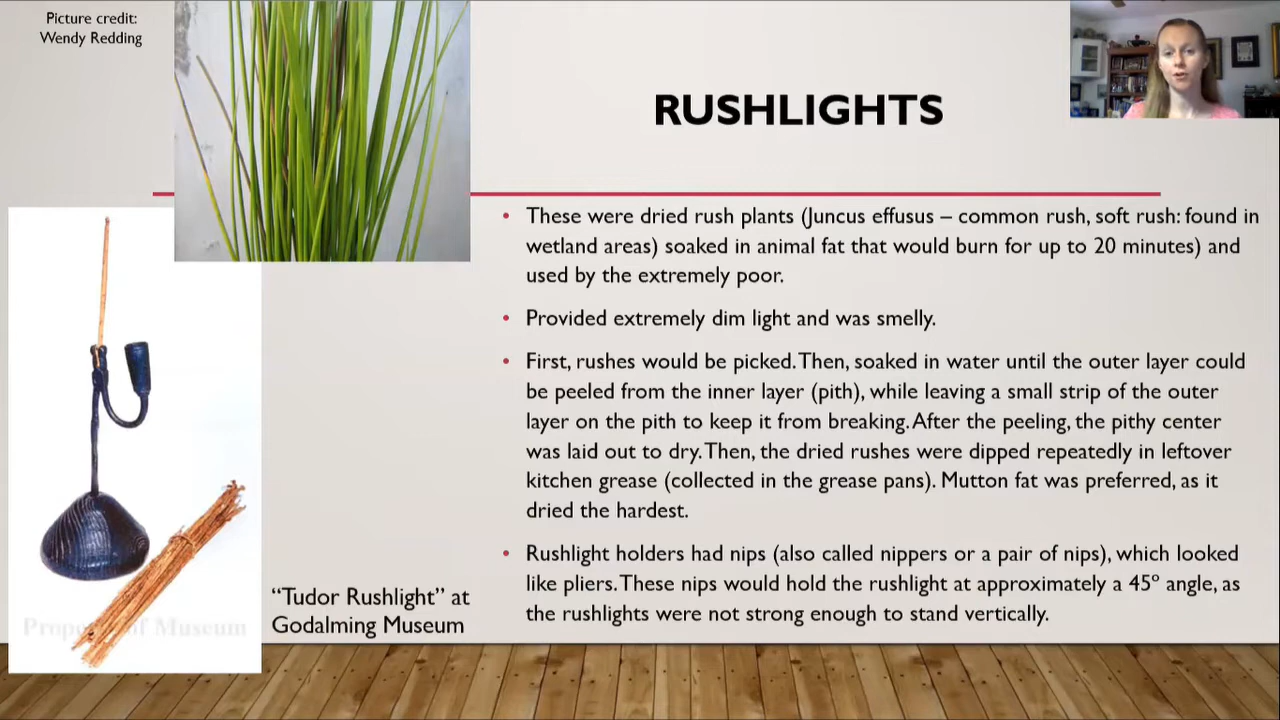 Picture credit:
Wendy Redding
RUSHLIGHTS
• These were dried rush plants (Juncus effusus – common rush, soft rush: found in
wetland areas) soaked in animal fat that would burn for up to 20 minutes) and
used by the extremely poor.
• Provided extremely dim light and was smelly.
• First, rushes would be picked. Then, soaked in water until the outer layer could
be peeled from the inner layer (pith), while leaving a small strip of the outer
layer on the pith to keep it from breaking. After the peeling, the pithy center
was laid out to dry. Then, the dried rushes were dipped repeatedly in leftover
kitchen grease (collected in the grease pans). Mutton fat was preferred, as it
dried the hardest.
• Rushlight holders had nips (also called nippers or a pair of nips), which looked
like pliers. These nips would hold the rushlight at approximately a 45º angle, as
the rushlights were not strong enough to stand vertically.
“Tudor Rushlight” at
Godalming Museum
Property of Museum